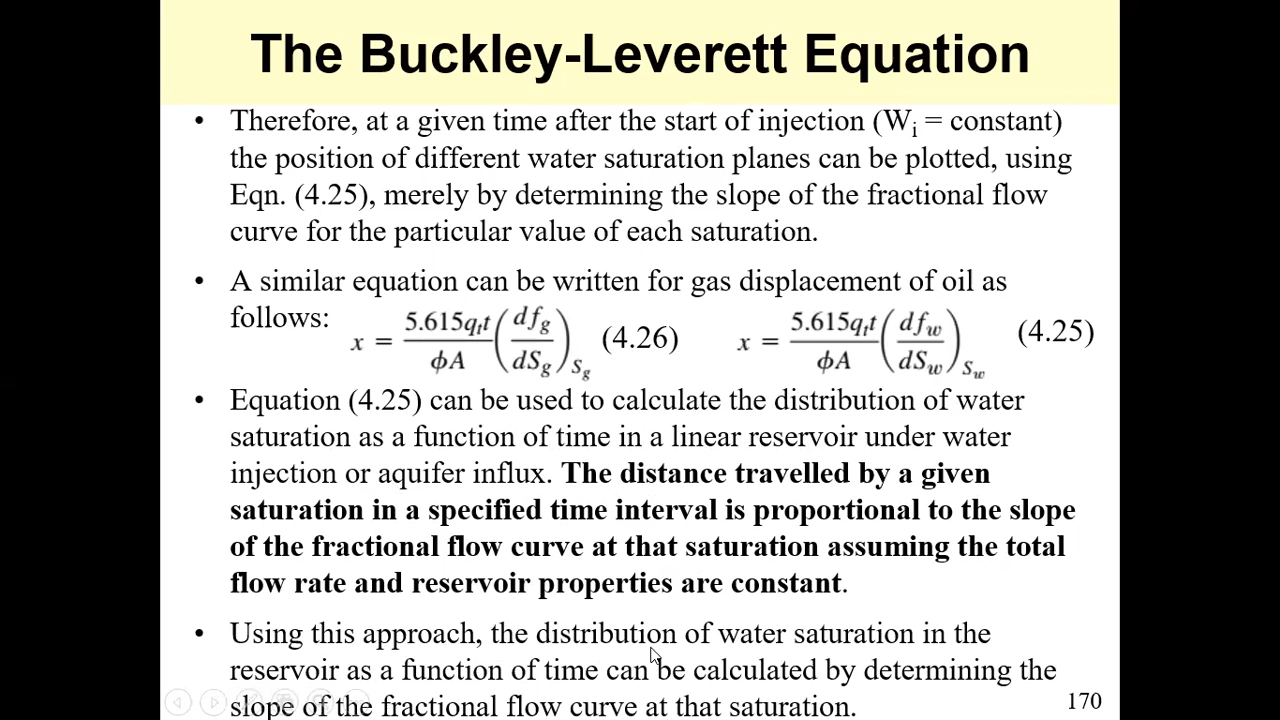 The Buckley-Leverett Equation
• Therefore, at a given time after the start of injection (Wi = constant)
the position of different water saturation planes can be plotted, using
Eqn. (4.25), merely by determining the slope of the fractional flow
curve for the particular value of each saturation.
• A similar equation can be written for gas displacement of oil as
follows: x = 5.615qtt/ϕA (dfg/dSg)Sg (4.26) x = 5.615qtt/ϕA (dfw/dSw)Sw (4.25)
• Equation (4.25) can be used to calculate the distribution of water
saturation as a function of time in a linear reservoir under water
injection or aquifer influx. The distance travelled by a given
saturation in a specified time interval is proportional to the slope
of the fractional flow curve at that saturation assuming the total
flow rate and reservoir properties are constant.
• Using this approach, the distribution of water saturation in the
reservoir as a function of time can be calculated by determining the
slope of the fractional flow curve at that saturation.
170